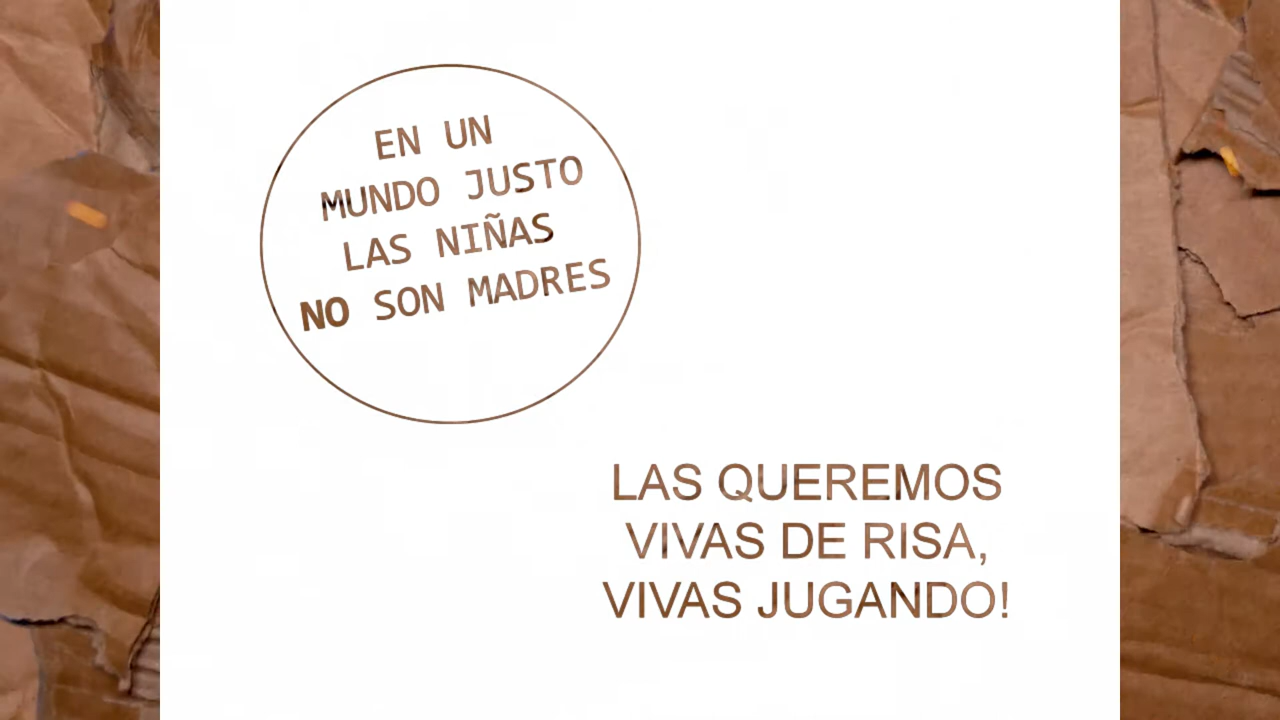 EN UN
MUNDO JUSTO
LAS NIÑAS
NO SON MADRES
LAS QUEREMOS
VIVAS DE RISA,
VIVAS JUGANDO!